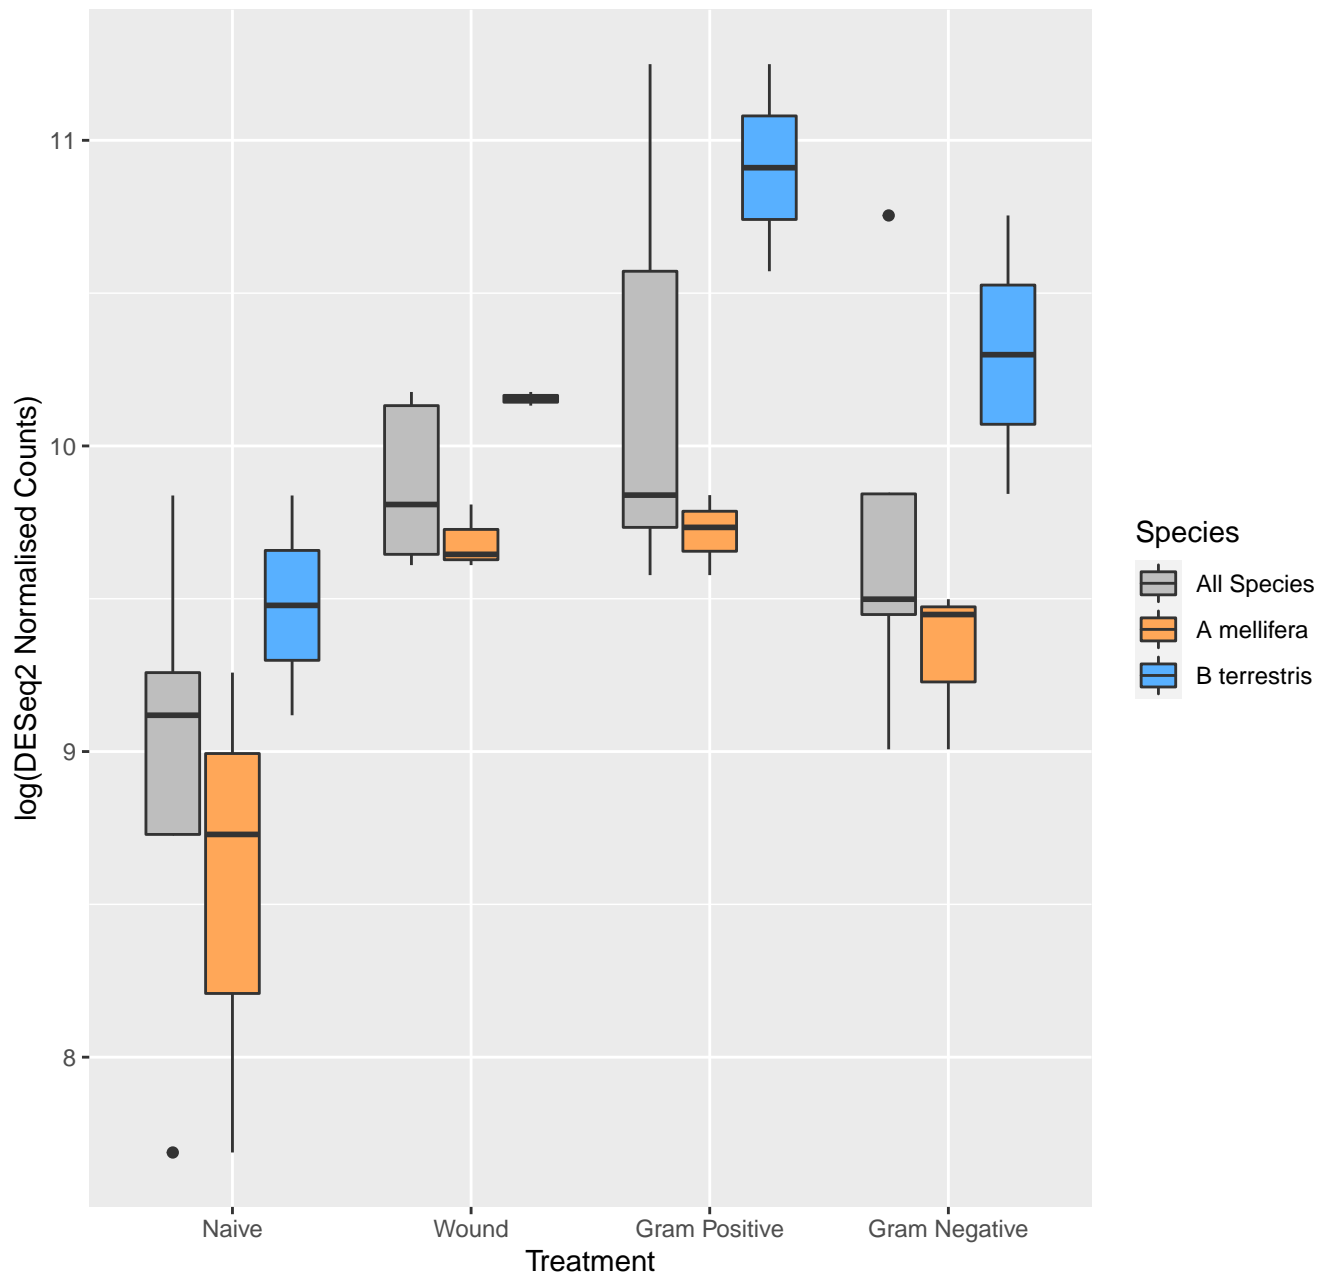 log(DESeq2 Normalised Counts)
11
10
9
8
Naive
Wound
Gram Positive
Gram Negative
Treatment
Species
All Species
A mellifera
B terrestris